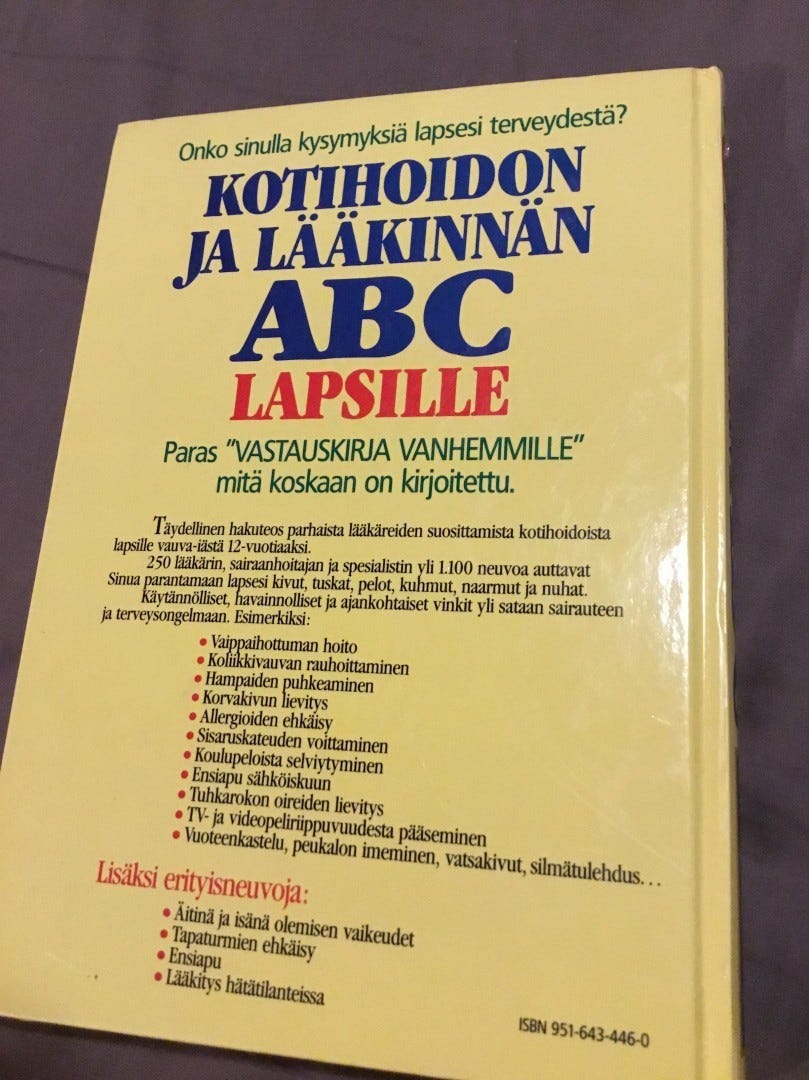 Onko sinulla kysymyksiä lapsesi terveydestä?
KOTIHOIDON
JA LÄÄKINNÄN
ABC
LAPSILLE
Paras "VASTAUSKIRJA VANHEMMILLE"
mitä koskaan on kirjoitettu.
Täydellinen hakuteos parhaista lääkäreiden suosittamista kotihoidoista
lapsille vauva-iästä 12-vuotiaaksi.
250 lääkärin, sairaanhoitajan ja spesialistin yli 1.100 neuvoa auttavat
Sinua parantamaan lapsesi kivut, tuskat, pelot, kuhmut, naarmut ja nuhat.
Käytännölliset, havainnolliset ja ajankohtaiset vinkit yli sataan sairauteen
ja terveysongelmaan. Esimerkiksi:
• Vaippaihottuman hoito
• Koliikkivauvan rauhoittaminen
• Hampaiden puhkeaminen
• Korvakivun lievitys
• Allergioiden ehkäisy
• Sisaruskateuden voittaminen
• Koulupeloista selviytyminen
• Ensiapu sähköiskuun
• Tuhkarokon oireiden lievitys
• TV- ja videopeliriippuvuudesta pääseminen
• Vuoteenkastelu, peukalon imeminen, vatsakivut, silmätulehdus...
Lisäksi erityisneuvoja:
• Äitinä ja isänä olemisen vaikeudet
• Tapaturmien ehkäisy
• Ensiapu
• Lääkitys hätätilanteissa
ISBN 951-643-446-0